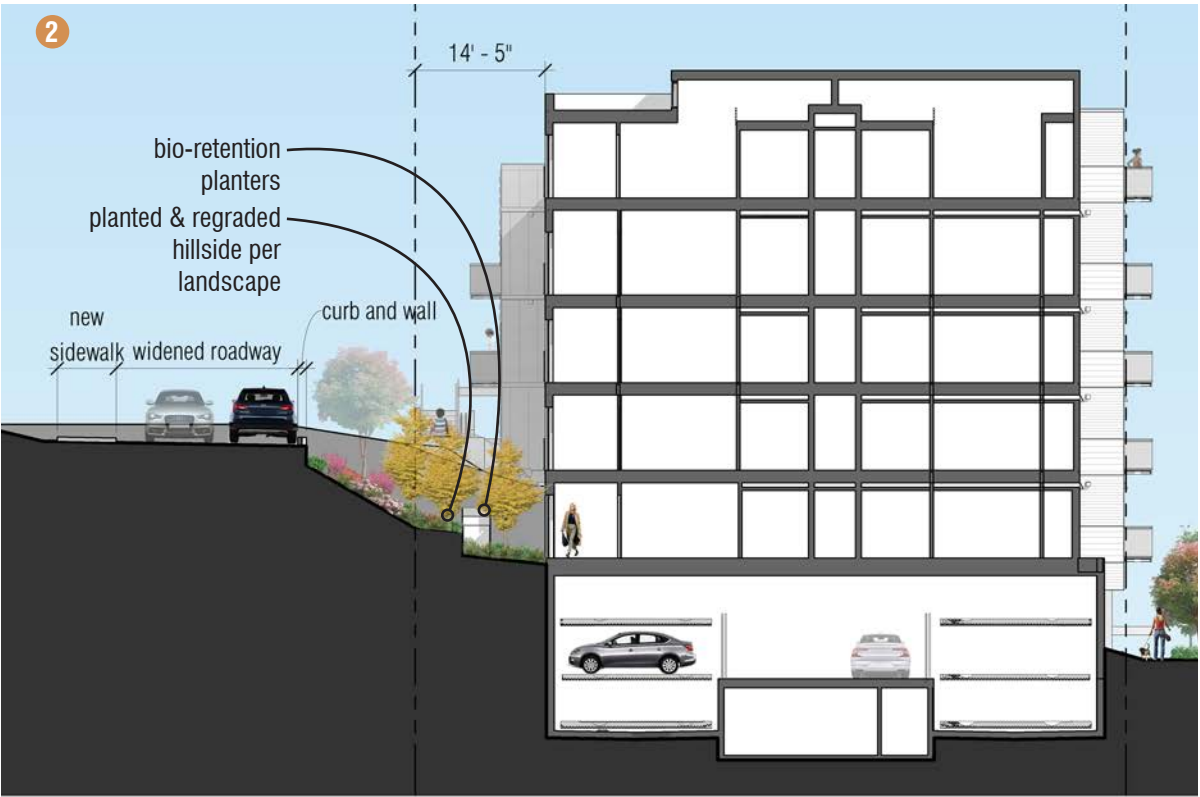 2
14' - 5"
bio-retention
planters
planted & regraded
hillside per
landscape
new
sidewalk
widened roadway
curb and wall